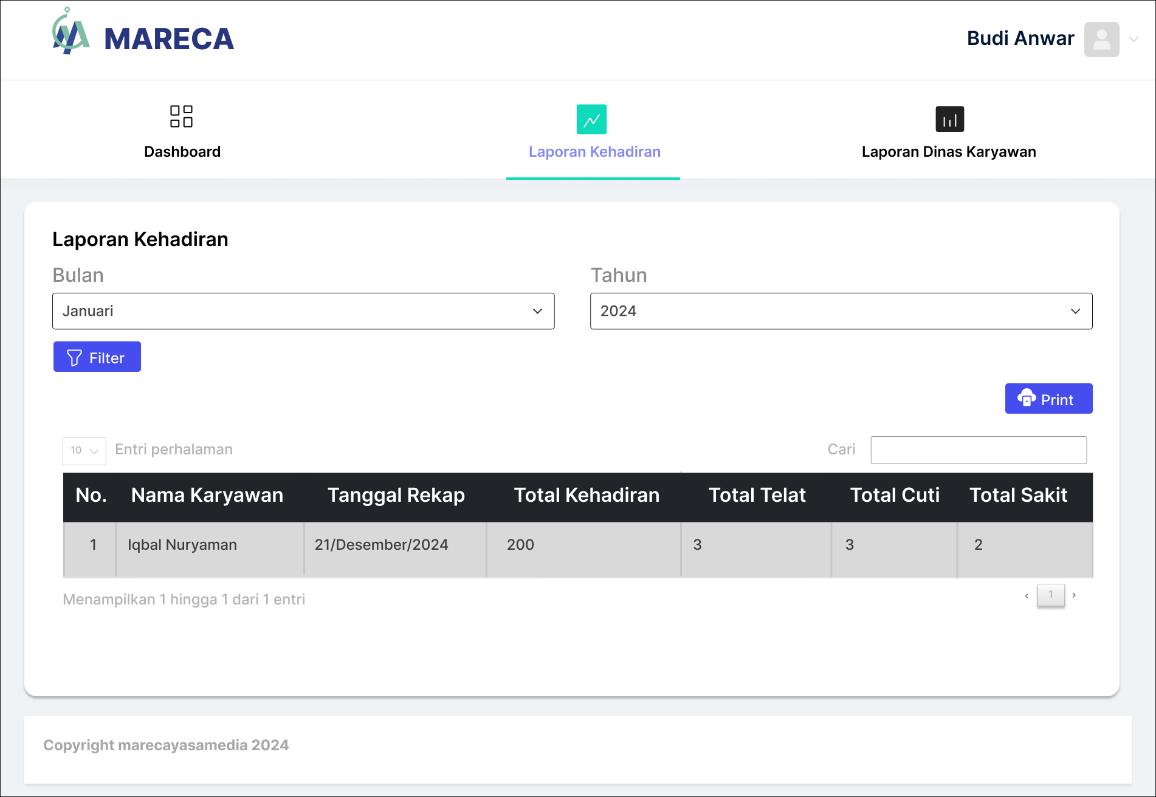 MARECA
Budi Anwar
Dashboard
Laporan Kehadiran
Laporan Dinas Karyawan
Laporan Kehadiran
Bulan
Tahun
Januari
2024
Filter
Print
10 Entri perhalaman
Cari
No. Nama Karyawan Tanggal Rekap Total Kehadiran Total Telat Total Cuti Total Sakit
1 Iqbal Nuryaman 21/Desember/2024 200 3 3 2
Menampilkan 1 hingga 1 dari 1 entri
‹ 1 ›
Copyright marecayasamedia 2024